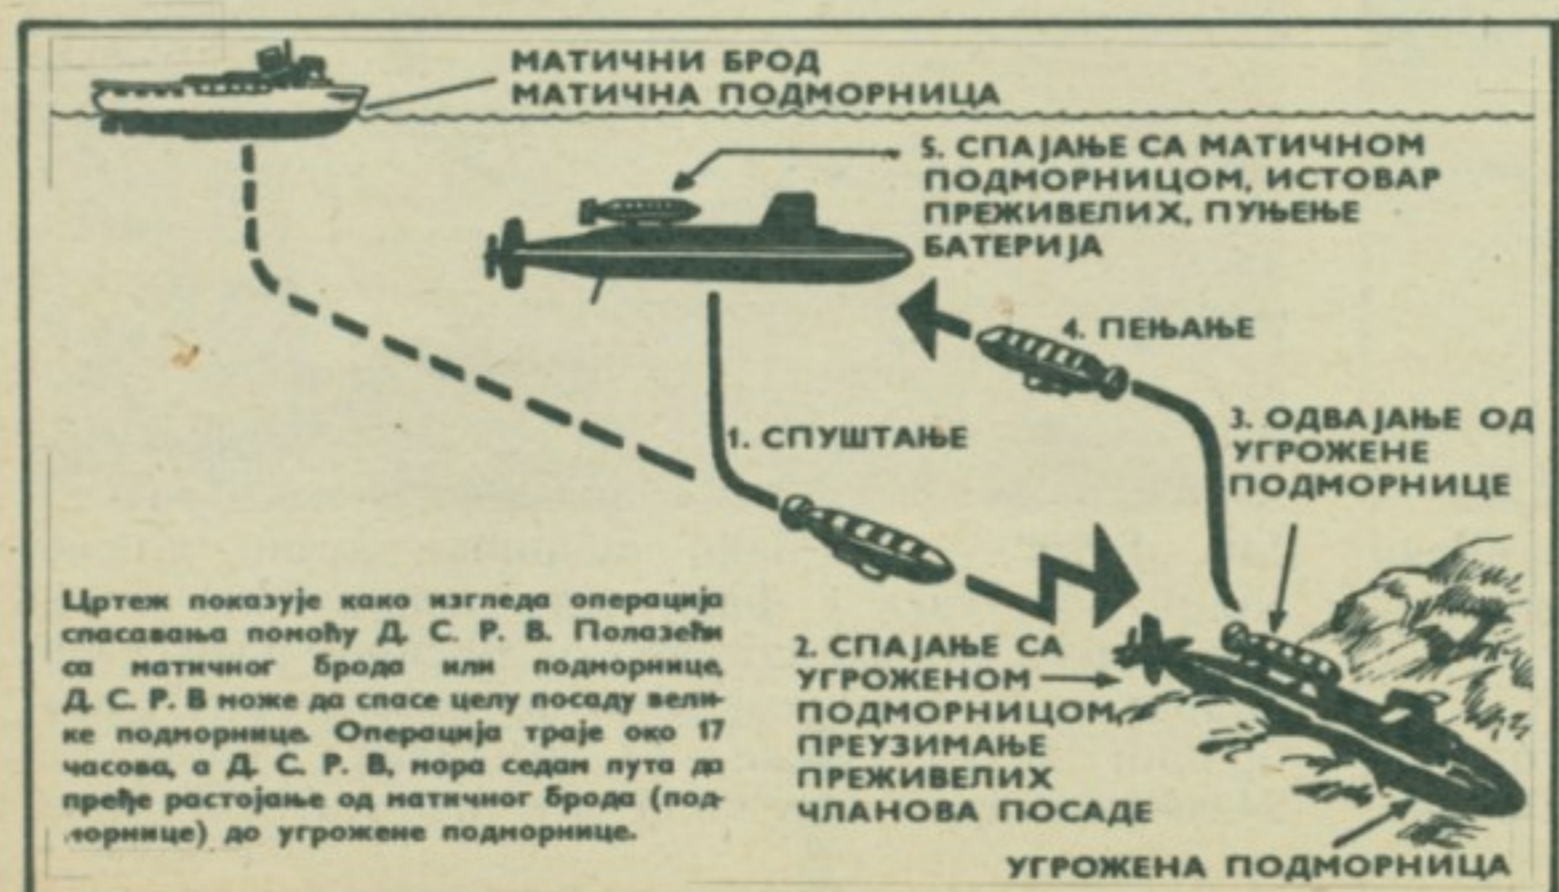 МАТИЧНИ БРОД
МАТИЧНА ПОДМОРНИЦА
5. СПАЈАЊЕ СА МАТИЧНОМ
ПОДМОРНИЦОМ, ИСТОВАР
ПРЕЖИВЕЛИХ, ПУЊЕЊЕ
БАТЕРИЈА
4. ПЕЊАЊЕ
3. ОДВАЈАЊЕ ОД
УГРОЖЕНЕ
ПОДМОРНИЦЕ
1. СПУШТАЊЕ
2. СПАЈАЊЕ СА
УГРОЖЕНОМ
ПОДМОРНИЦОМ,
ПРЕУЗИМАЊЕ
ПРЕЖИВЕЛИХ
ЧЛАНОВА ПОСАДЕ
УГРОЖЕНА ПОДМОРНИЦА
Цртеж показује како изгледа операција
спасавања помоћу Д. С. Р. В. Полазећи
са матичног брода или подморнице,
Д. С. Р. В може да спасе целу посаду вели-
ке подморнице. Операција траје око 17
часова, а Д. С. Р. В, мора седам пута да
пређе растојање од матичног брода (под-
морнице) до угрожене подморнице.